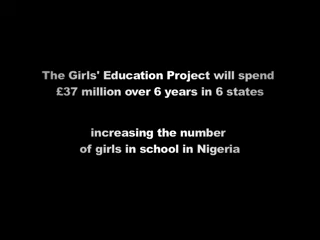 The Girls' Education Project will spend
£37 million over 6 years in 6 states
increasing the number
of girls in school in Nigeria